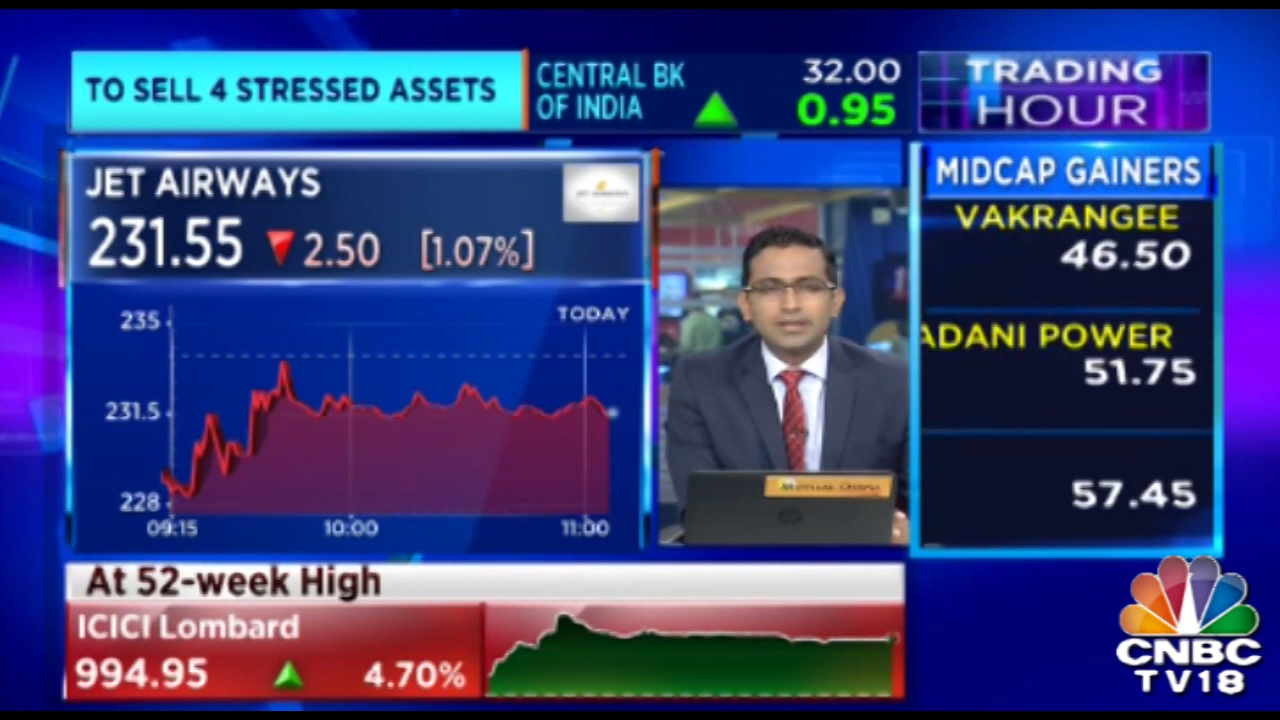 TO SELL 4 STRESSED ASSETS
CENTRAL BK
OF INDIA
32.00
0.95
TRADING
HOUR
JET AIRWAYS
231.55 2.50 [1.07%]
TODAY
235
231.5
228
09:15 10:00 11:00
MIDCAP GAINERS
VAKRANGEE
46.50
ADANI POWER
51.75
57.45
At 52-week High
ICICI Lombard
994.95 4.70%
CNBC
TV18